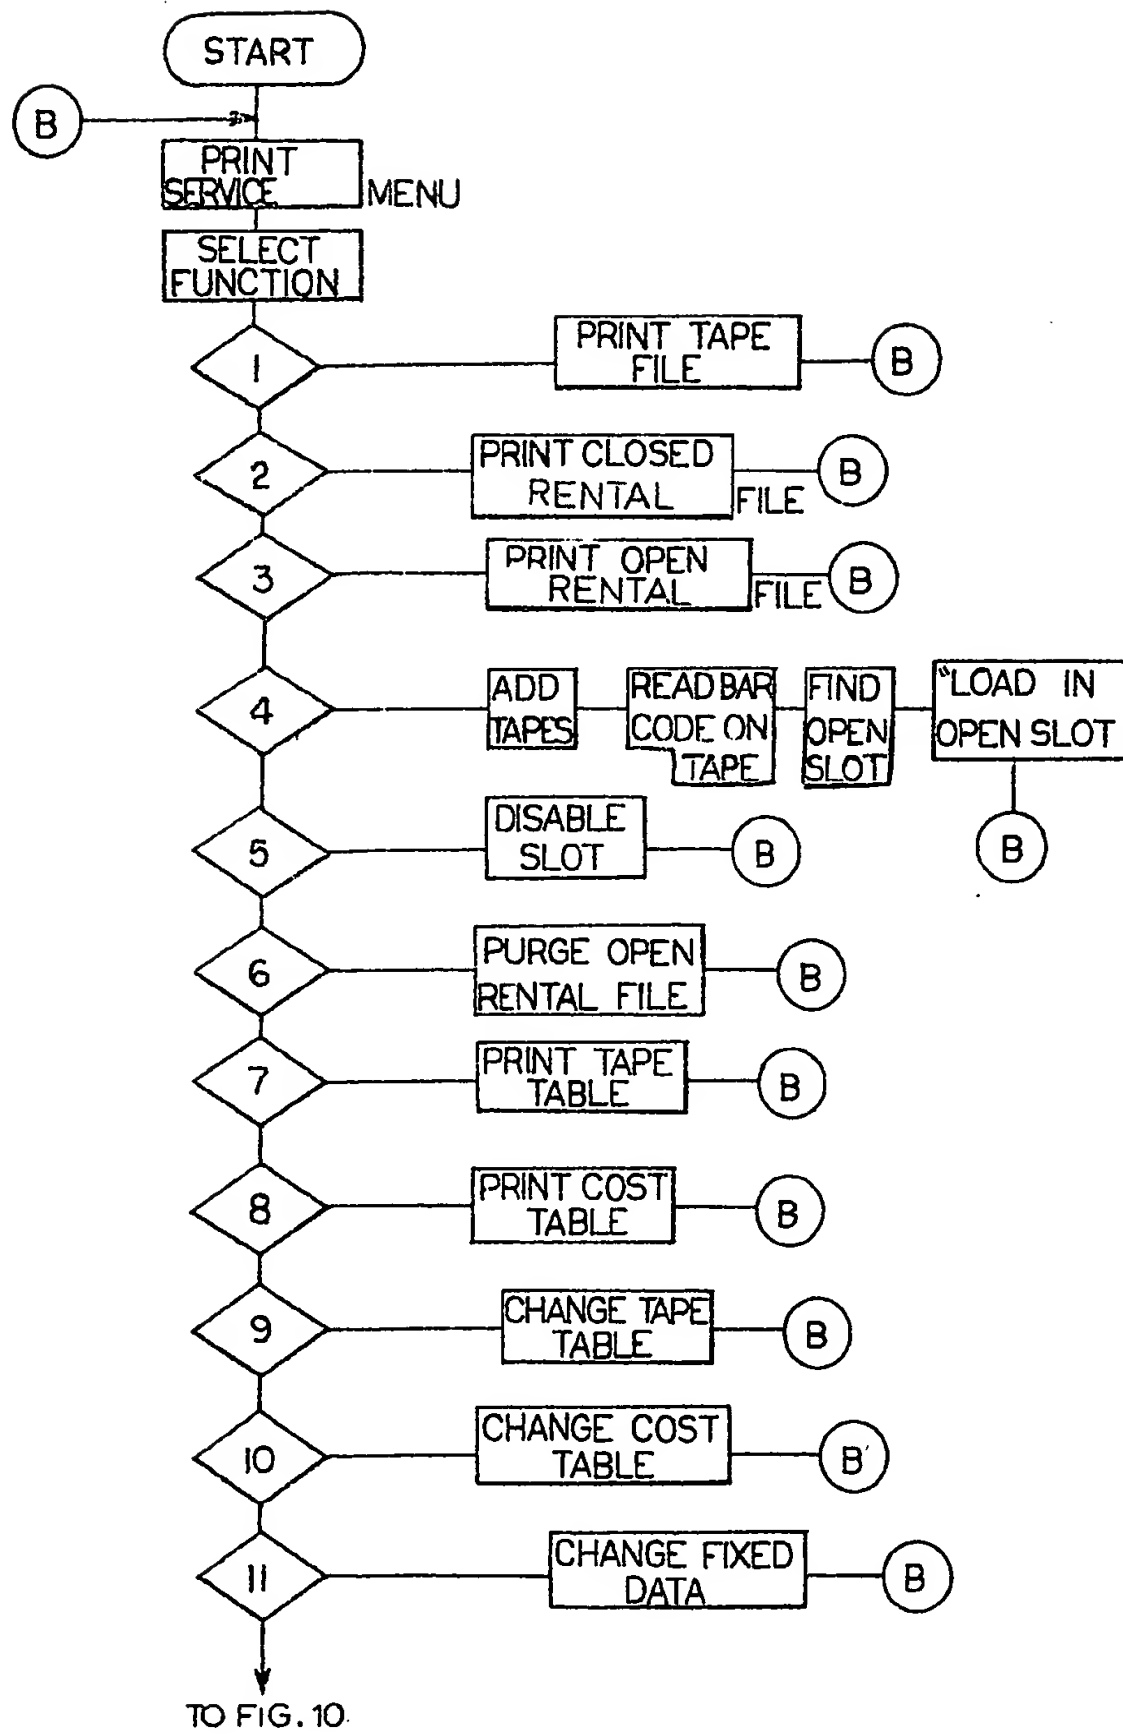 START
B
PRINT
SERVICE MENU
SELECT
FUNCTION
1
PRINT TAPE
FILE
B
2
PRINT CLOSED
RENTAL FILE
B
3
PRINT OPEN
RENTAL FILE
B
4
ADD
TAPES
READ BAR
CODE ON
TAPE
FIND
OPEN
SLOT
"LOAD IN
OPEN SLOT
B
5
DISABLE
SLOT
B
6
PURGE OPEN
RENTAL FILE
B
7
PRINT TAPE
TABLE
B
8
PRINT COST
TABLE
B
9
CHANGE TAPE
TABLE
B
10
CHANGE COST
TABLE
B
11
CHANGE FIXED
DATA
B
TO FIG. 10.